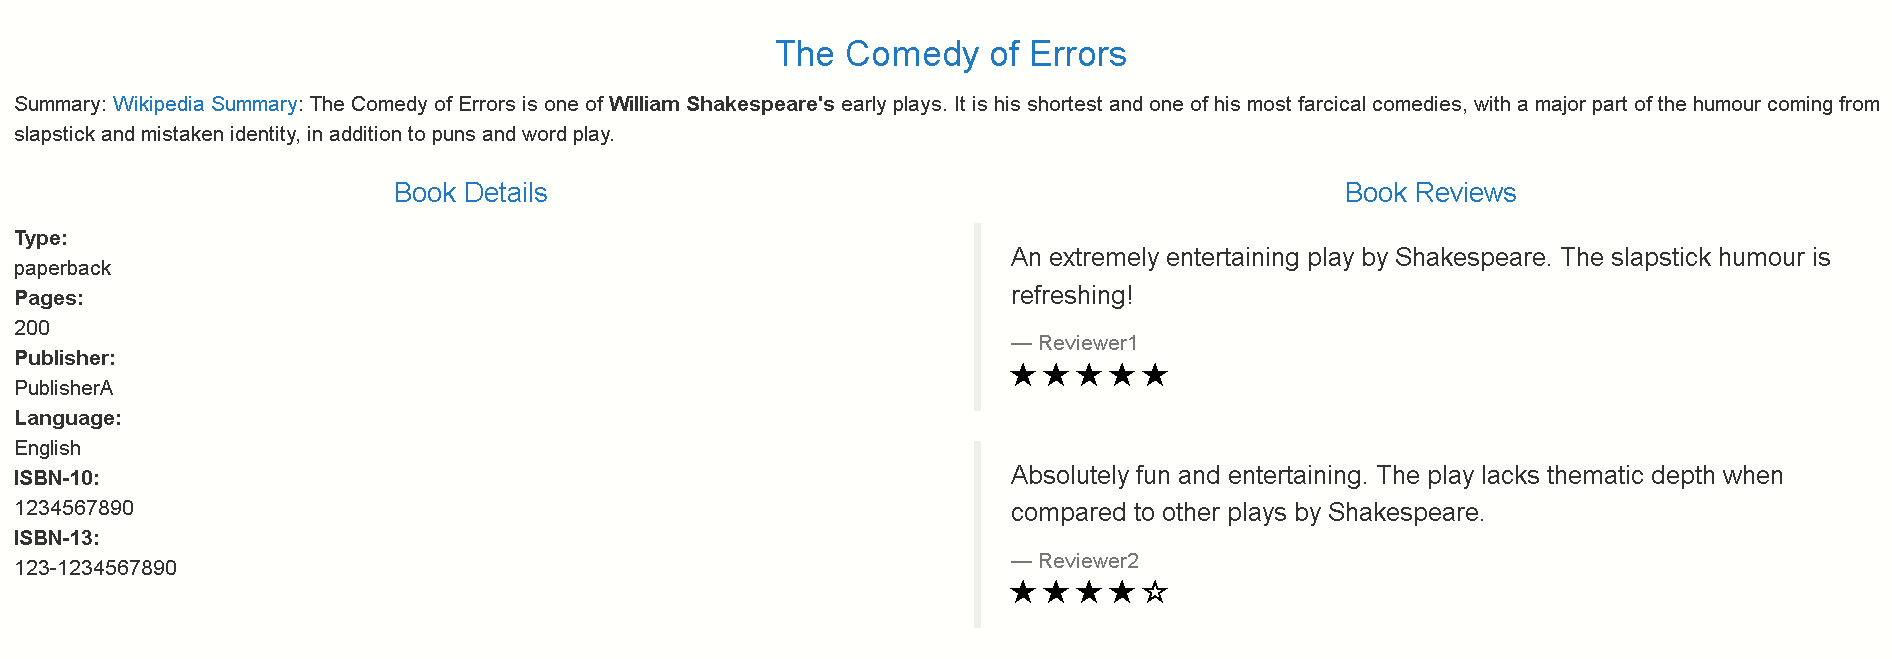 The Comedy of Errors
Summary: Wikipedia Summary: The Comedy of Errors is one of William Shakespeare's early plays. It is his shortest and one of his most farcical comedies, with a major part of the humour coming from
slapstick and mistaken identity, in addition to puns and word play.
Book Details
Type:
paperback
Pages:
200
Publisher:
PublisherA
Language:
English
ISBN-10:
1234567890
ISBN-13:
123-1234567890
Book Reviews
An extremely entertaining play by Shakespeare. The slapstick humour is
refreshing!
— Reviewer1
★★★★★
Absolutely fun and entertaining. The play lacks thematic depth when
compared to other plays by Shakespeare.
— Reviewer2
★★★★☆